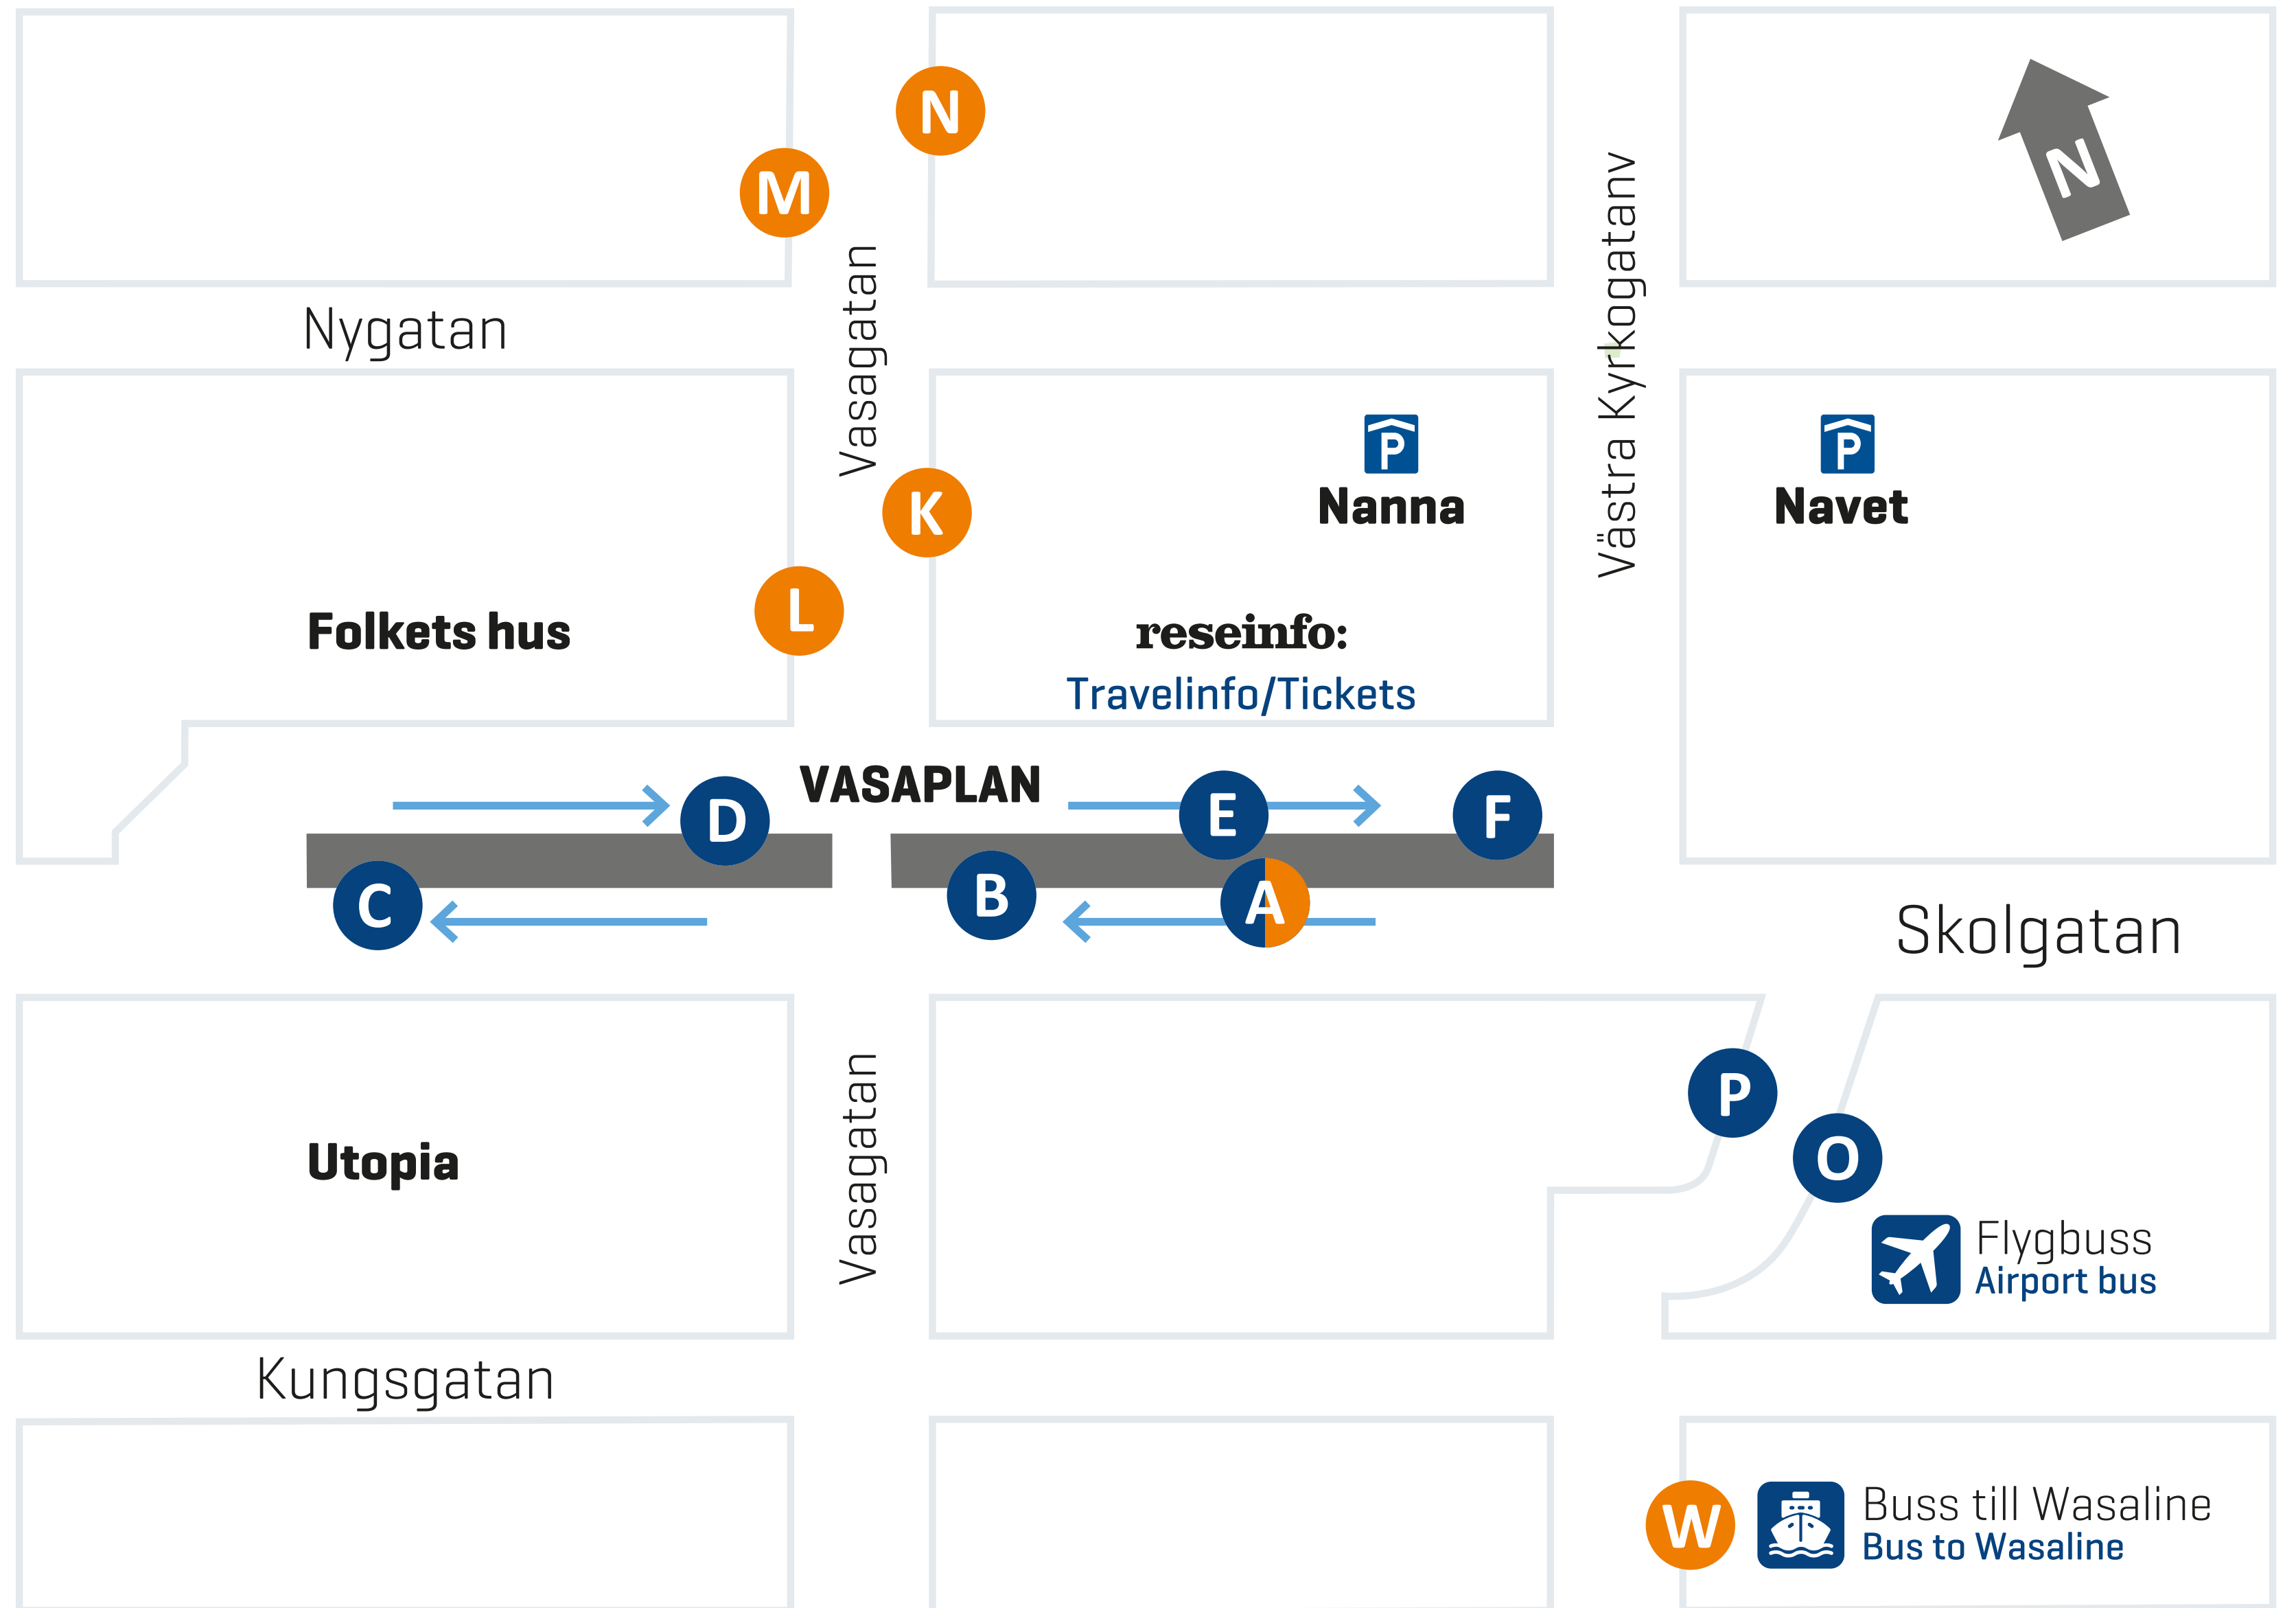 N
M
N
Nygatan
Vasagatan
Västra Kyrkogatanv
P
Nanna
P
Navet
K
L
Folkets hus
reseinfo:
Travelinfo/Tickets
VASAPLAN
D
E
F
C
B
A
Skolgatan
Utopia
Vasagatan
P
O
Flygbuss
Airport bus
Kungsgatan
W
Buss till Wasaline
Bus to Wasaline